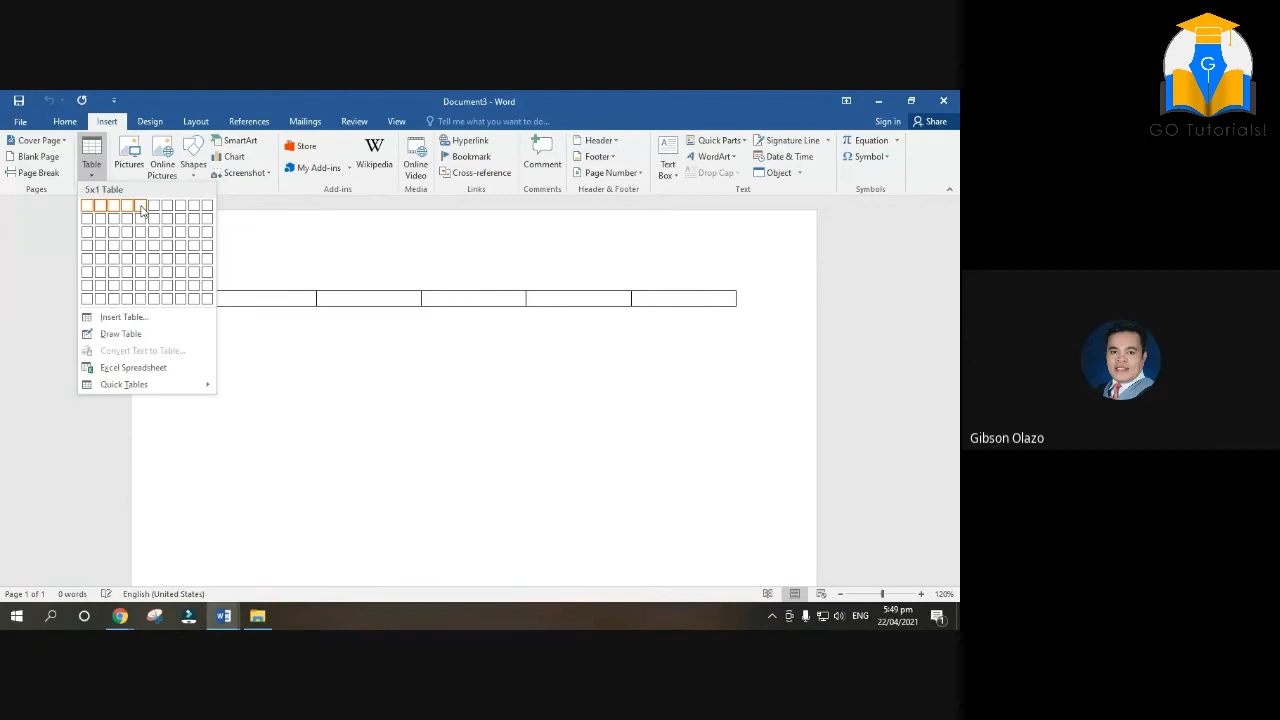 G
GO Tutorials!
Document3 - Word
File Home Insert Design Layout References Mailings Review View Tell me what you want to do... Sign in Share
Cover Page
Blank Page
Page Break
Pages
Table
Pictures
Online
Pictures
Shapes
SmartArt
Chart
Screenshot
Store
My Add-ins
Wikipedia
Add-ins
Online
Video
Media
Hyperlink
Bookmark
Cross-reference
Links
Comment
Comments
Header
Footer
Page Number
Header & Footer
Text
Box
Quick Parts
WordArt
Drop Cap
Signature Line
Date & Time
Object
Text
Equation
Symbol
Symbols
5x1 Table
Insert Table...
Draw Table
Convert Text to Table...
Excel Spreadsheet
Quick Tables
Gibson Olazo
Page 1 of 1 0 words English (United States) 120%
ENG
5:49 pm
22/04/2021
1